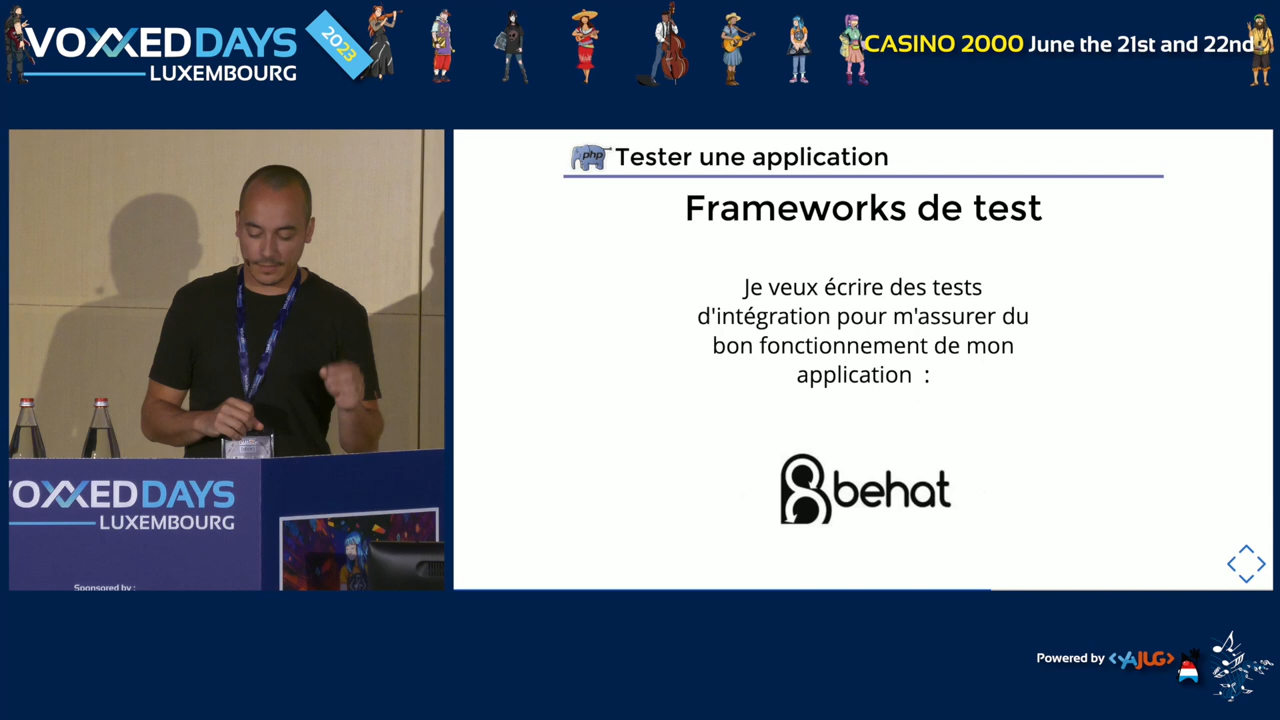 VOXXED DAYS
LUXEMBOURG
2023
CASINO 2000 June the 21st and 22nd
php Tester une application
Frameworks de test
Je veux écrire des tests
d'intégration pour m'assurer du
bon fonctionnement de mon
application :
behat
OXXED DAYS
LUXEMBOURG
Sponsored by :
Powered by <YAJUG>